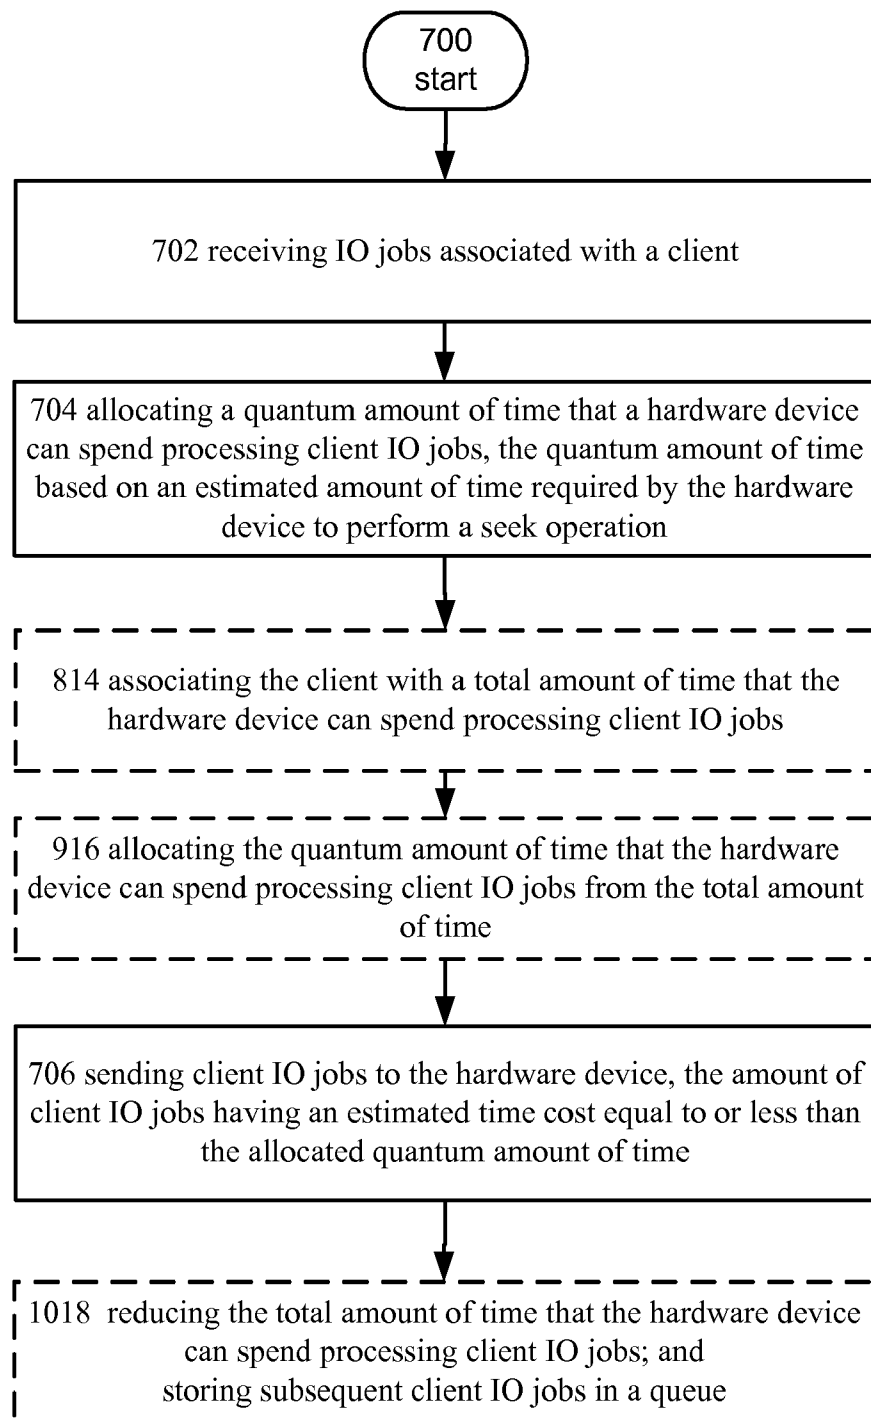 700
start
702 receiving IO jobs associated with a client
704 allocating a quantum amount of time that a hardware device
can spend processing client IO jobs, the quantum amount of time
based on an estimated amount of time required by the hardware
device to perform a seek operation
814 associating the client with a total amount of time that the
hardware device can spend processing client IO jobs
916 allocating the quantum amount of time that the hardware
device can spend processing client IO jobs from the total amount
of time
706 sending client IO jobs to the hardware device, the amount of
client IO jobs having an estimated time cost equal to or less than
the allocated quantum amount of time
1018 reducing the total amount of time that the hardware device
can spend processing client IO jobs; and
storing subsequent client IO jobs in a queue